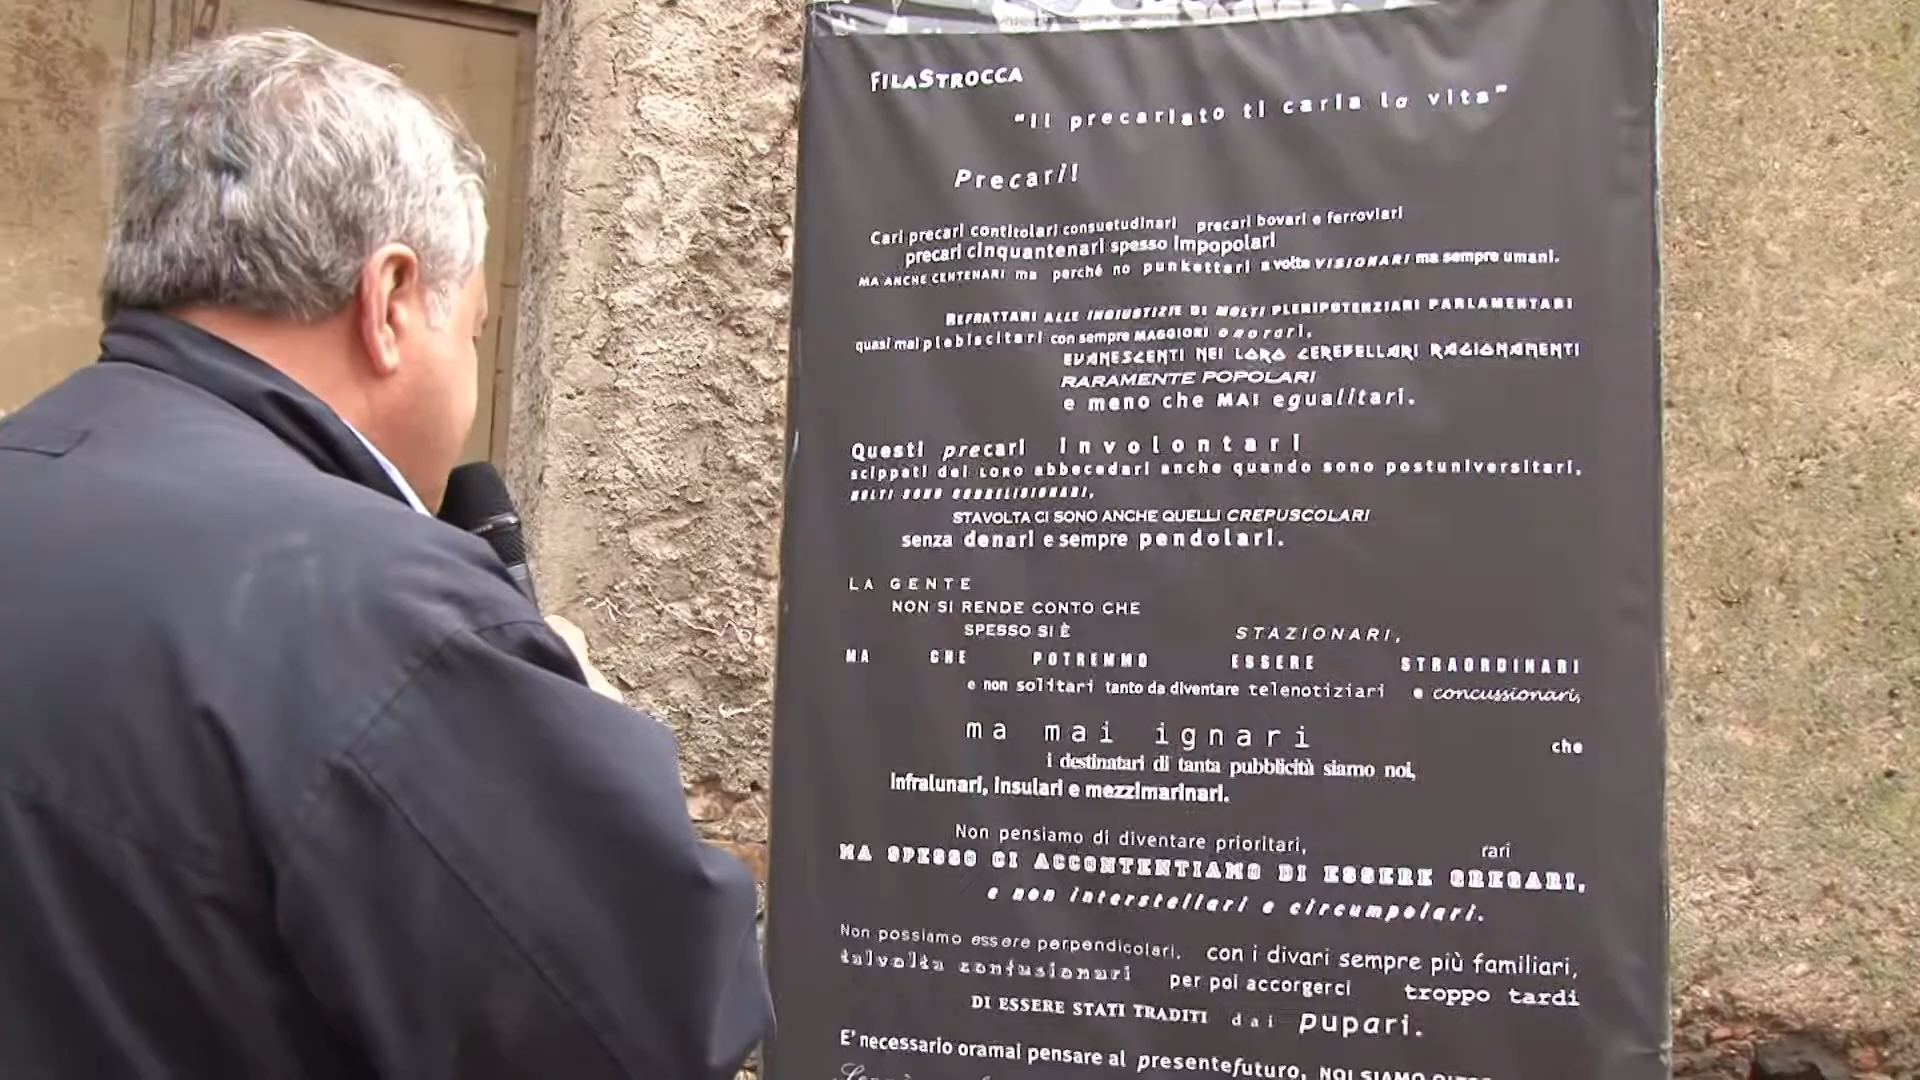 FILASTROCCA
"Il precariato ti caria la vita"
Precari!
Cari precari contitolari consuetudinari precari bovari e ferroviari
precari cinquantenari spesso impopolari
MA ANCHE CENTENARI ma perché no punkettari a volte VISIONARI ma sempre umani.
REFRATTARI ALLE INGIUSTIZIE DI MOLTI PLENIPOTENZIARI PARLAMENTARI
quasi mai plebiscitari con sempre MAGGIORI onorari,
EVANESCENTI NEI LORO CEREBELLARI RAGIONAMENTI
RARAMENTE POPOLARI
e meno che MAI egualitari.
Questi precari involontari
scippati dei LORO abbecedari anche quando sono postuniversitari,
MOLTI SONO CORRELIGIONARI,
STAVOLTA CI SONO ANCHE QUELLI CREPUSCOLARI
senza denari e sempre pendolari.
LA GENTE
NON SI RENDE CONTO CHE
SPESSO SI È STAZIONARI,
MA CHE POTREMMO ESSERE STRAORDINARI
e non solitari tanto da diventare telenotiziari e concussionari,
ma mai ignari che
i destinatari di tanta pubblicità siamo noi,
infralunari, insulari e mezzimarinari.
Non pensiamo di diventare prioritari, rari
MA SPESSO CI ACCONTENTIAMO DI ESSERE GREGARI,
e non interstellari e circumpolari.
Non possiamo essere perpendicolari, con i divari sempre più familiari,
talvolta confusionari per poi accorgerci troppo tardi
DI ESSERE STATI TRADITI dai pupari.
E' necessario oramai pensare al presentefuturo, NOI SIAMO